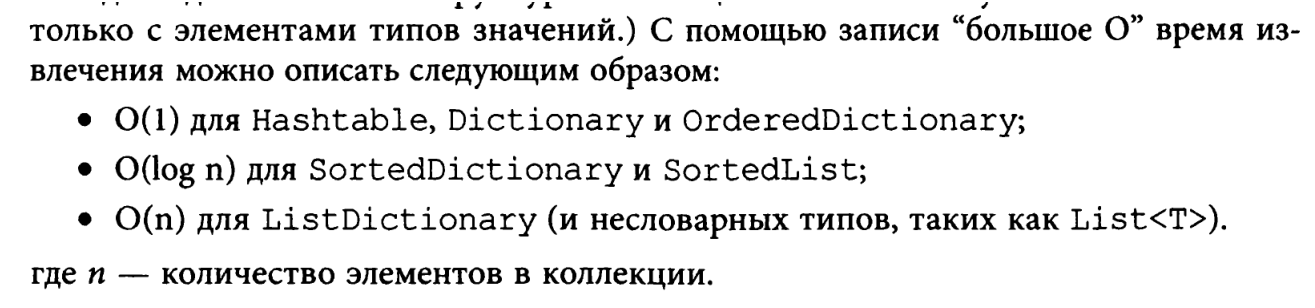 только с элементами типов значений.) С помощью записи “большое O” время из-
влечения можно описать следующим образом:
• O(1) для Hashtable, Dictionary и OrderedDictionary;
• O(log n) для SortedDictionary и SortedList;
• O(n) для ListDictionary (и несловарных типов, таких как List<T>).
где n — количество элементов в коллекции.